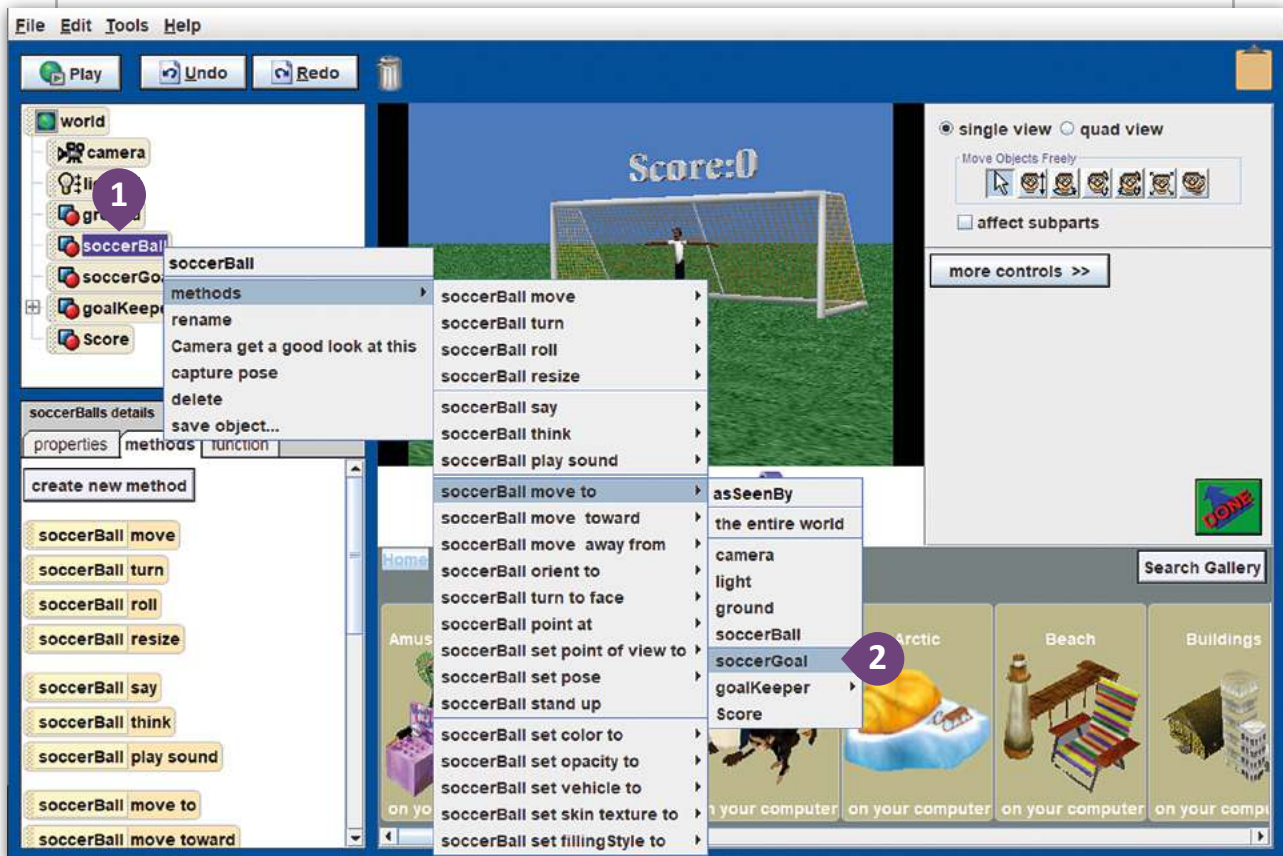 File Edit Tools Help
Play Undo Redo
world
camera
1
soccerBall
Score
soccerBall
methods
rename
Camera get a good look at this
capture pose
delete
save object...
soccerBall move
soccerBall turn
soccerBall roll
soccerBall resize
soccerBall say
soccerBall think
soccerBall play sound
soccerBall move to
soccerBall move toward
soccerBall move away from
soccerBall orient to
soccerBall turn to face
soccerBall point at
soccerBall set point of view to
soccerBall set pose
soccerBall stand up
soccerBall set color to
soccerBall set opacity to
soccerBall set vehicle to
soccerBall set skin texture to
soccerBall set fillingStyle to
asSeenBy
the entire world
camera
light
ground
soccerBall
soccerGoal
2
goalKeeper
Score
Score:0
single view quad view
Move Objects Freely
affect subparts
more controls >>
DONE
soccerBalls details
properties methods function
create new method
soccerBall move
soccerBall turn
soccerBall roll
soccerBall resize
soccerBall say
soccerBall think
soccerBall play sound
soccerBall move to
soccerBall move toward
Home
Search Gallery
Arctic Beach Buildings
your computer on your computer on your computer on your